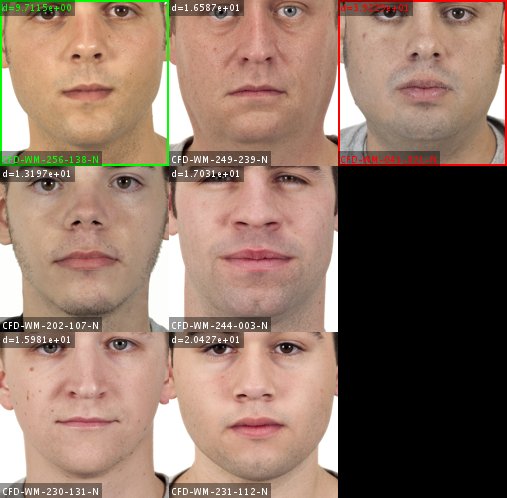 d=9.7115e+00
d=1.6587e+01
CFD-WM-256-138-N
CFD-WM-249-239-N
d=1.3197e+01
d=1.7031e+01
CFD-WM-202-107-N
CFD-WM-244-003-N
d=1.5981e+01
d=2.0427e+01
CFD-WM-230-131-N
CFD-WM-231-112-N